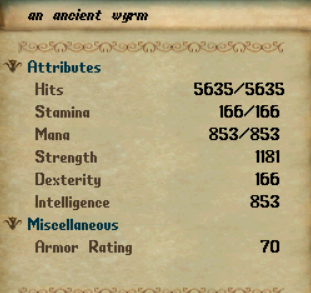 an ancient wyrm
Attributes
Hits 5635/5635
Stamina 166/166
Mana 853/853
Strength 1181
Dexterity 166
Intelligence 853
Miscellaneous
Armor Rating 70